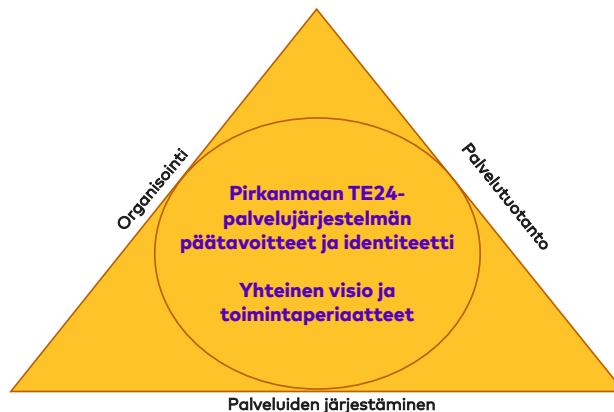 Organisointi
Palvelutuotanto
Pirkanmaan TE24-
palvelujärjestelmän
päätavoitteet ja identiteetti
Yhteinen visio ja
toimintaperiaatteet
Palveluiden järjestäminen